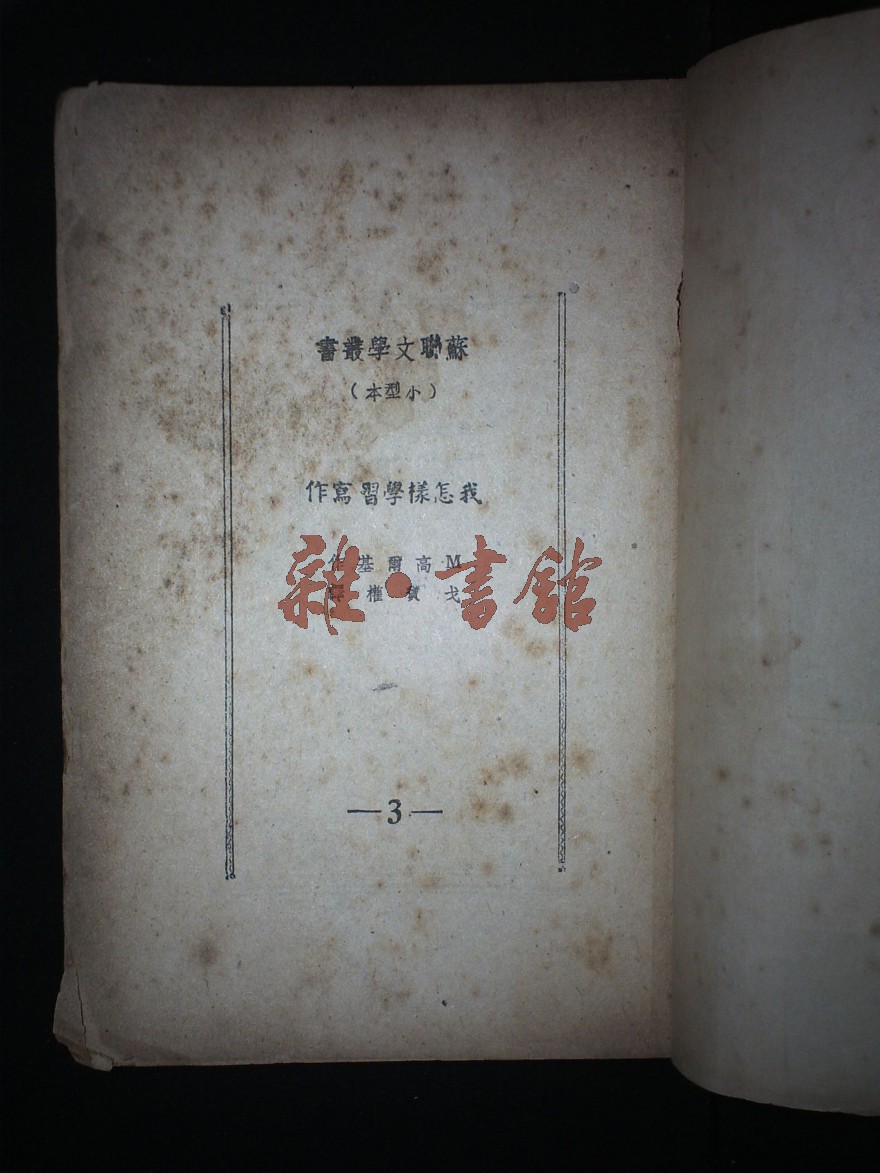 蘇聯文學叢書
（小型本）
我怎樣學習寫作
M高爾基作
戈寶權譯
雜·書館
—3—